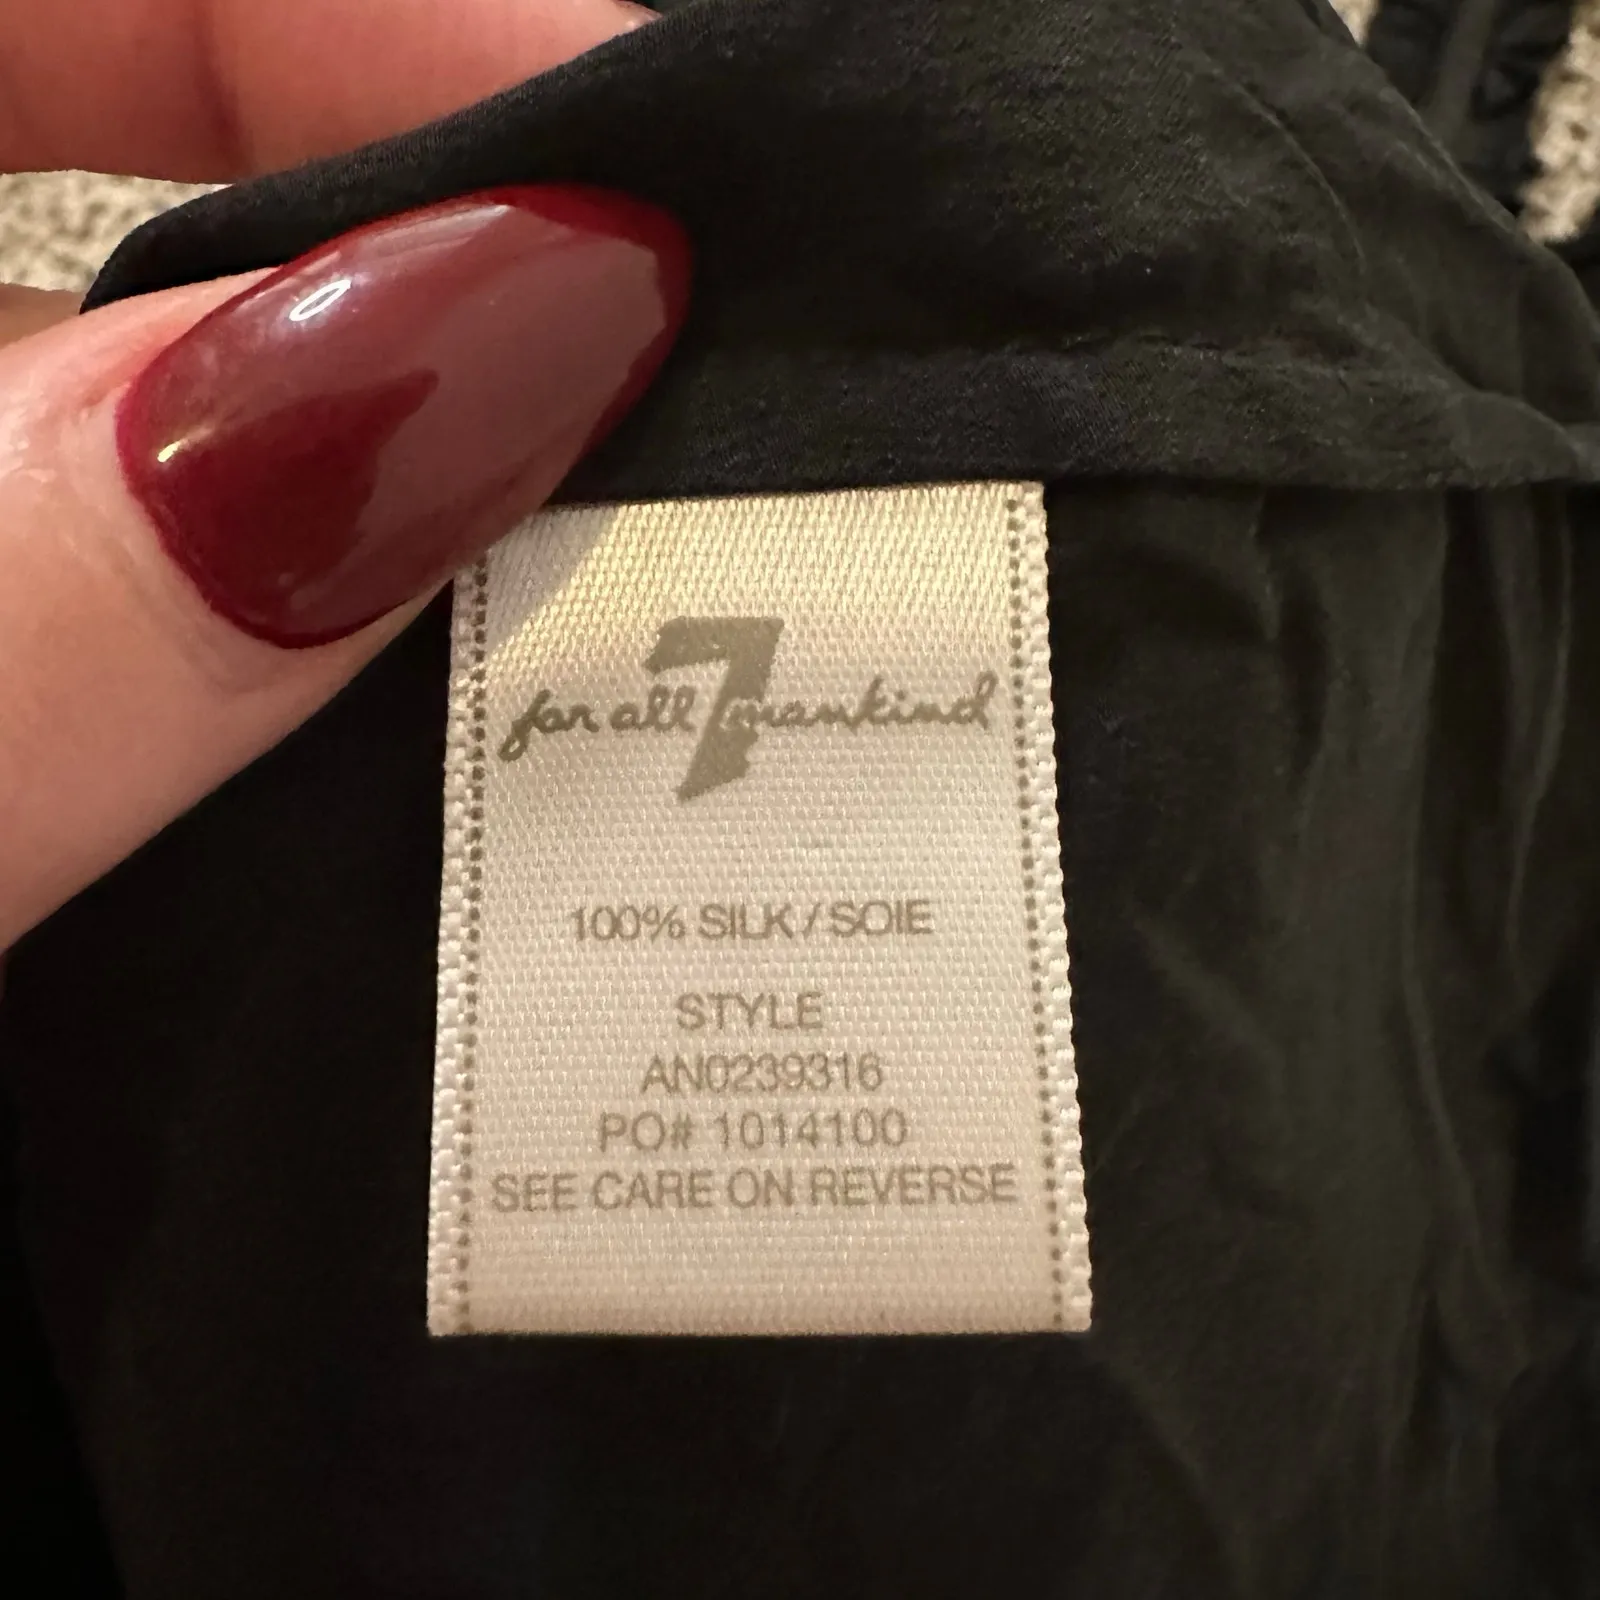 7
for all mankind
100% SILK / SOIE
STYLE
AN0239316
PO# 1014100
SEE CARE ON REVERSE